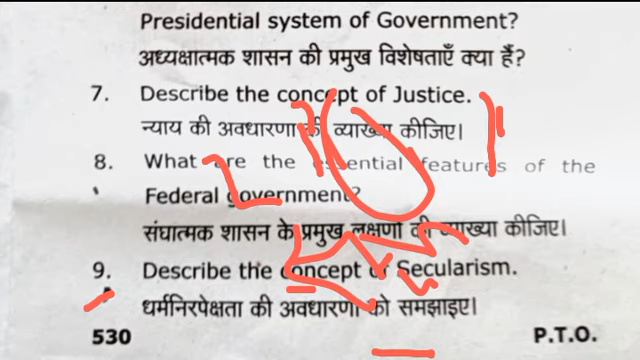 Presidential system of Government?
अध्यक्षात्मक शासन की प्रमुख विशेषताएँ क्या हैं?
7. Describe the concept of Justice.
न्याय की अवधारणा की व्याख्या कीजिए।
8. What are the essential features of the
Federal government?
संघात्मक शासन के प्रमुख लक्षणों की व्याख्या कीजिए।
9. Describe the concept of Secularism.
धर्मनिरपेक्षता की अवधारणा को समझाइए।
530 P.T.O.